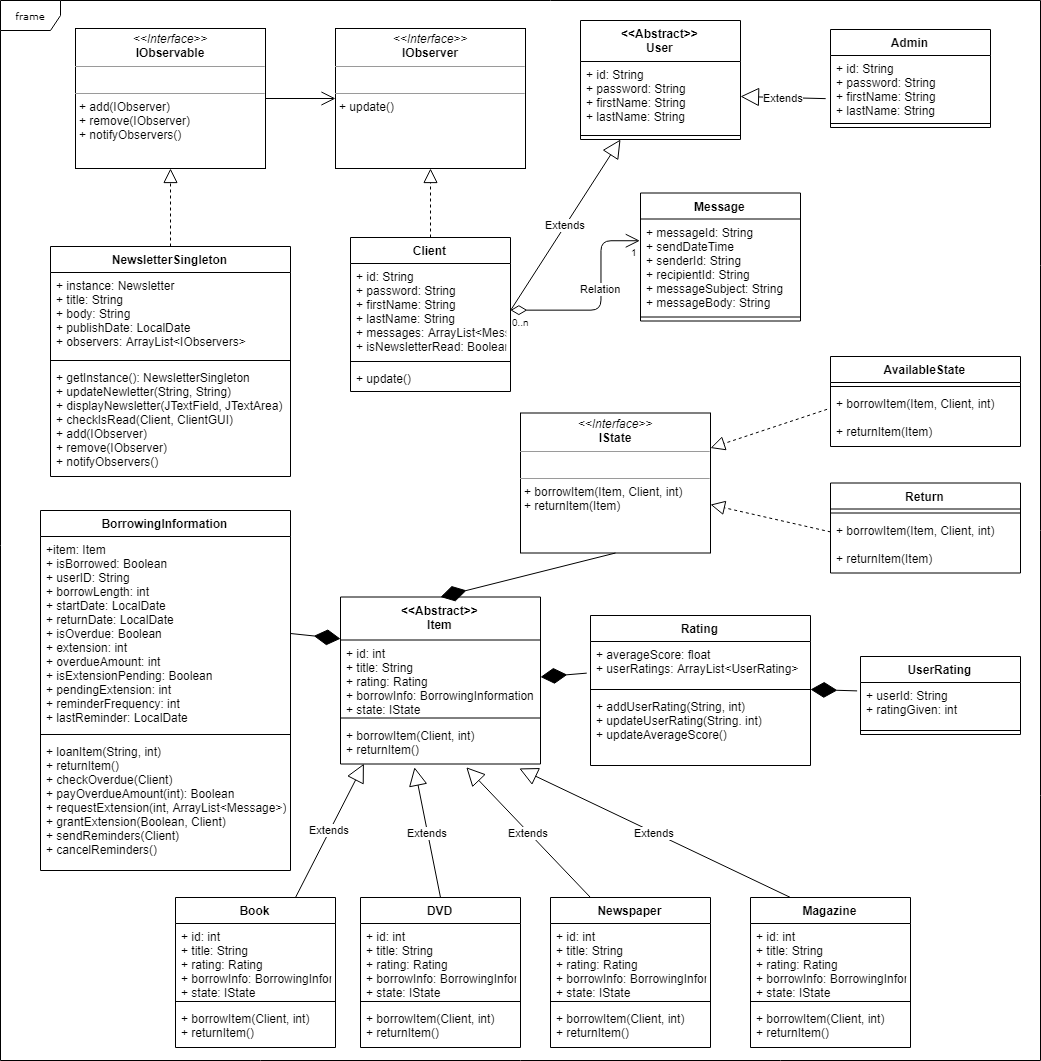 frame
<<Interface>>
IObservable
+ add(IObserver)
+ remove(IObserver)
+ notifyObservers()
<<Interface>>
IObserver
+ update()
<<Abstract>>
User
+ id: String
+ password: String
+ firstName: String
+ lastName: String
Extends
Admin
+ id: String
+ password: String
+ firstName: String
+ lastName: String
NewsletterSingleton
+ instance: Newsletter
+ title: String
+ body: String
+ publishDate: LocalDate
+ observers: ArrayList<IObservers>
+ getInstance(): NewsletterSingleton
+ updateNewletter(String, String)
+ displayNewsletter(JTextField, JTextArea)
+ checkIsRead(Client, ClientGUI)
+ add(IObserver)
+ remove(IObserver)
+ notifyObservers()
Client
+ id: String
+ password: String
+ firstName: String
+ lastName: String
+ messages: ArrayList<Mes
+ isNewsletterRead: Boolea
+ update()
Extends
0..n
Relation
1
Message
+ messageId: String
+ sendDateTime
+ senderId: String
+ recipientId: String
+ messageSubject: String
+ messageBody: String
<<Interface>>
IState
+ borrowItem(Item, Client, int)
+ returnItem(Item)
AvailableState
+ borrowItem(Item, Client, int)
+ returnItem(Item)
Return
+ borrowItem(Item, Client, int)
+ returnItem(Item)
BorrowingInformation
+item: Item
+ isBorrowed: Boolean
+ userID: String
+ borrowLength: int
+ startDate: LocalDate
+ returnDate: LocalDate
+ isOverdue: Boolean
+ extension: int
+ overdueAmount: int
+ isExtensionPending: Boolean
+ pendingExtension: int
+ reminderFrequency: int
+ lastReminder: LocalDate
+ loanItem(String, int)
+ returnItem()
+ checkOverdue(Client)
+ payOverdueAmount(int): Boolean
+ requestExtension(int, ArrayList<Message>)
+ grantExtension(Boolean, Client)
+ sendReminders(Client)
+ cancelReminders()
<<Abstract>>
Item
+ id: int
+ title: String
+ rating: Rating
+ borrowInfo: BorrowingInformation
+ state: IState
+ borrowItem(Client, int)
+ returnItem()
Rating
+ averageScore: float
+ userRatings: ArrayList<UserRating>
+ addUserRating(String, int)
+ updateUserRating(String. int)
+ updateAverageScore()
UserRating
+ userId: String
+ ratingGiven: int
Extends
Extends
Extends
Extends
Book
+ id: int
+ title: String
+ rating: Rating
+ borrowInfo: BorrowingInfor
+ state: IState
+ borrowItem(Client, int)
+ returnItem()
DVD
+ id: int
+ title: String
+ rating: Rating
+ borrowInfo: BorrowingInfor
+ state: IState
+ borrowItem(Client, int)
+ returnItem()
Newspaper
+ id: int
+ title: String
+ rating: Rating
+ borrowInfo: BorrowingInfor
+ state: IState
+ borrowItem(Client, int)
+ returnItem()
Magazine
+ id: int
+ title: String
+ rating: Rating
+ borrowInfo: BorrowingInfor
+ state: IState
+ borrowItem(Client, int)
+ returnItem()